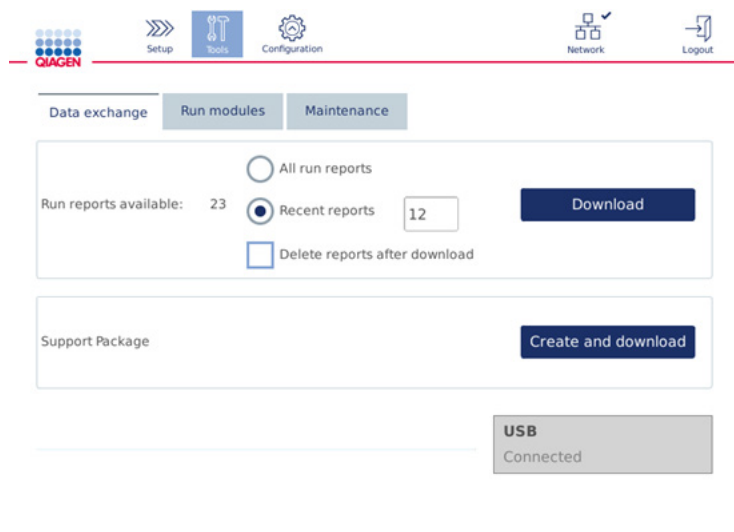 QIAGEN
Setup
Tools
Configuration
Network
Logout
Data exchange
Run modules
Maintenance
All run reports
Run reports available: 23
Recent reports 12
Download
Delete reports after download
Support Package
Create and download
USB
Connected